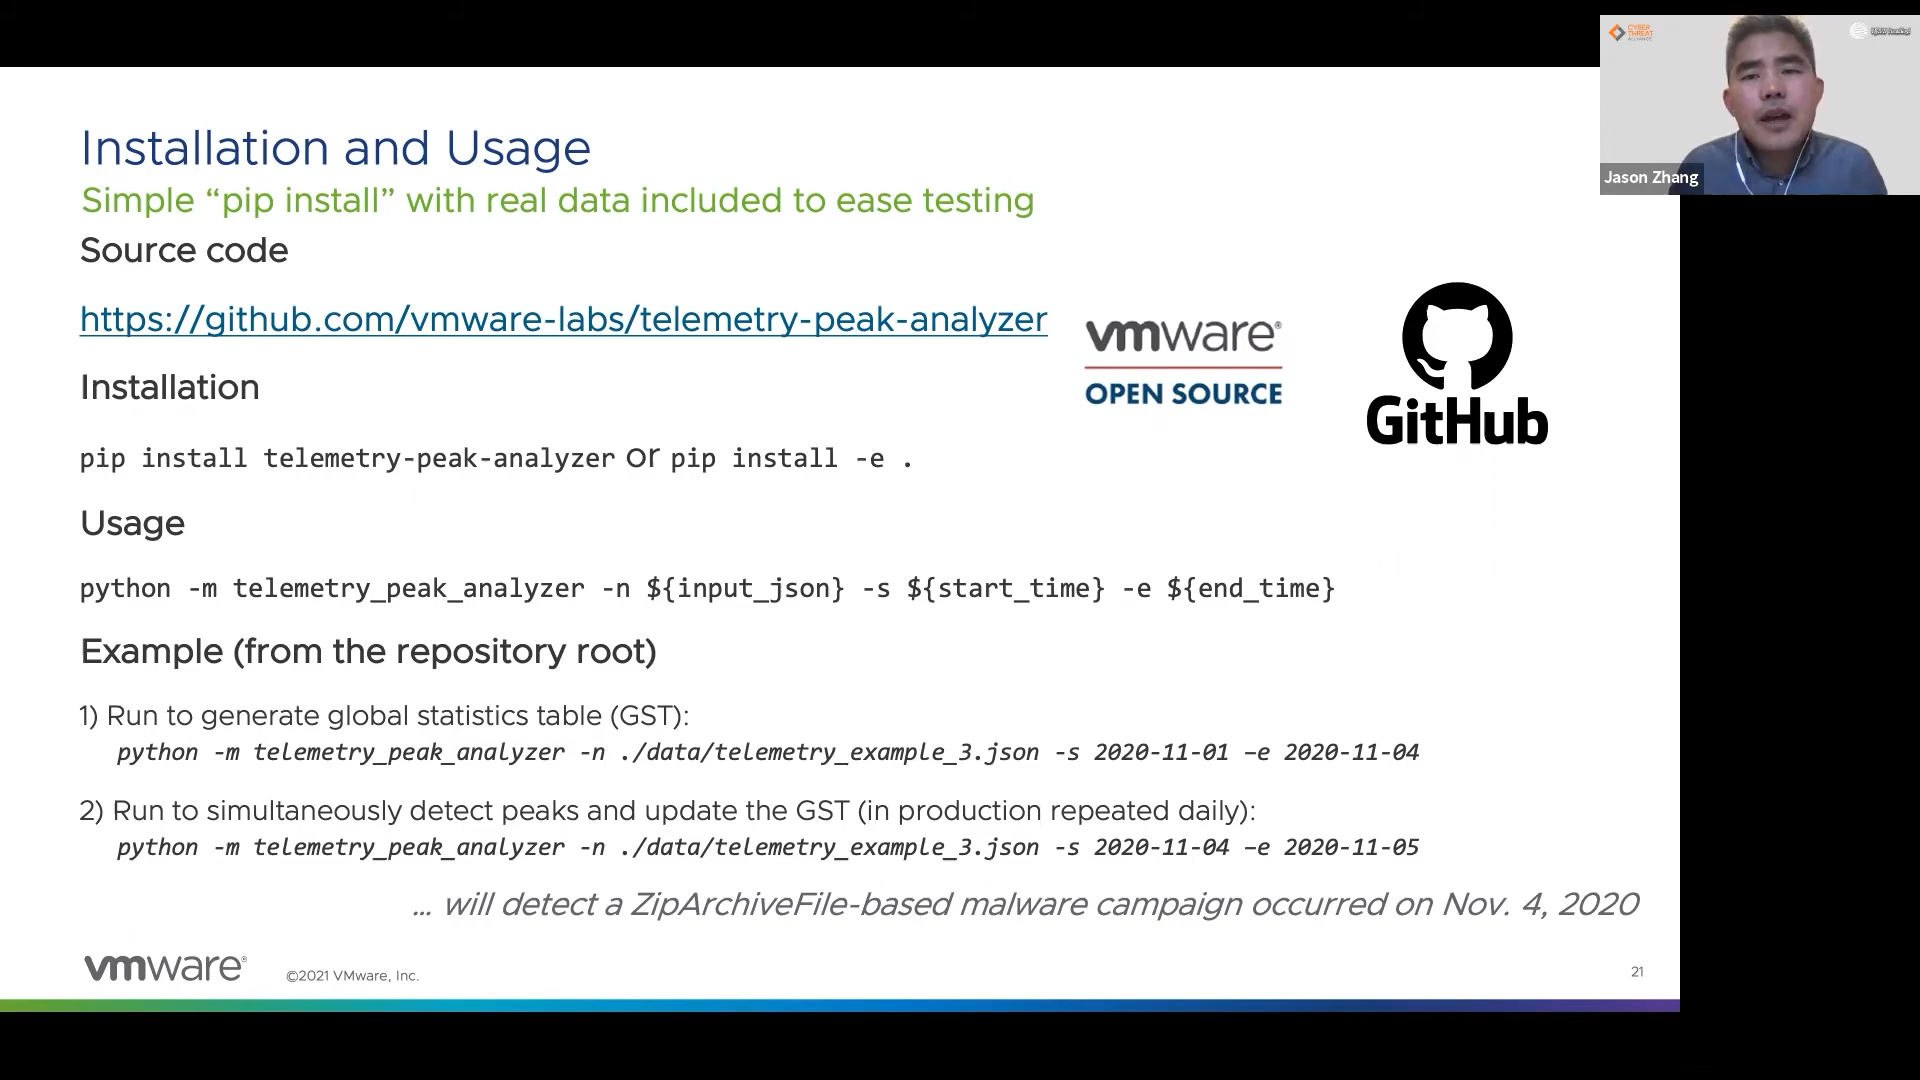 CYBER
THREAT
ALLIANCE
Jason Zhang
Installation and Usage
Simple “pip install” with real data included to ease testing
Source code
https://github.com/vmware-labs/telemetry-peak-analyzer
vmware®
OPEN SOURCE
GitHub
Installation
pip install telemetry-peak-analyzer or pip install -e .
Usage
python -m telemetry_peak_analyzer -n ${input_json} -s ${start_time} -e ${end_time}
Example (from the repository root)
1) Run to generate global statistics table (GST):
python -m telemetry_peak_analyzer -n ./data/telemetry_example_3.json -s 2020-11-01 –e 2020-11-04
2) Run to simultaneously detect peaks and update the GST (in production repeated daily):
python -m telemetry_peak_analyzer -n ./data/telemetry_example_3.json -s 2020-11-04 –e 2020-11-05
... will detect a ZipArchiveFile-based malware campaign occurred on Nov. 4, 2020
vmware®
©2021 VMware, Inc.
21